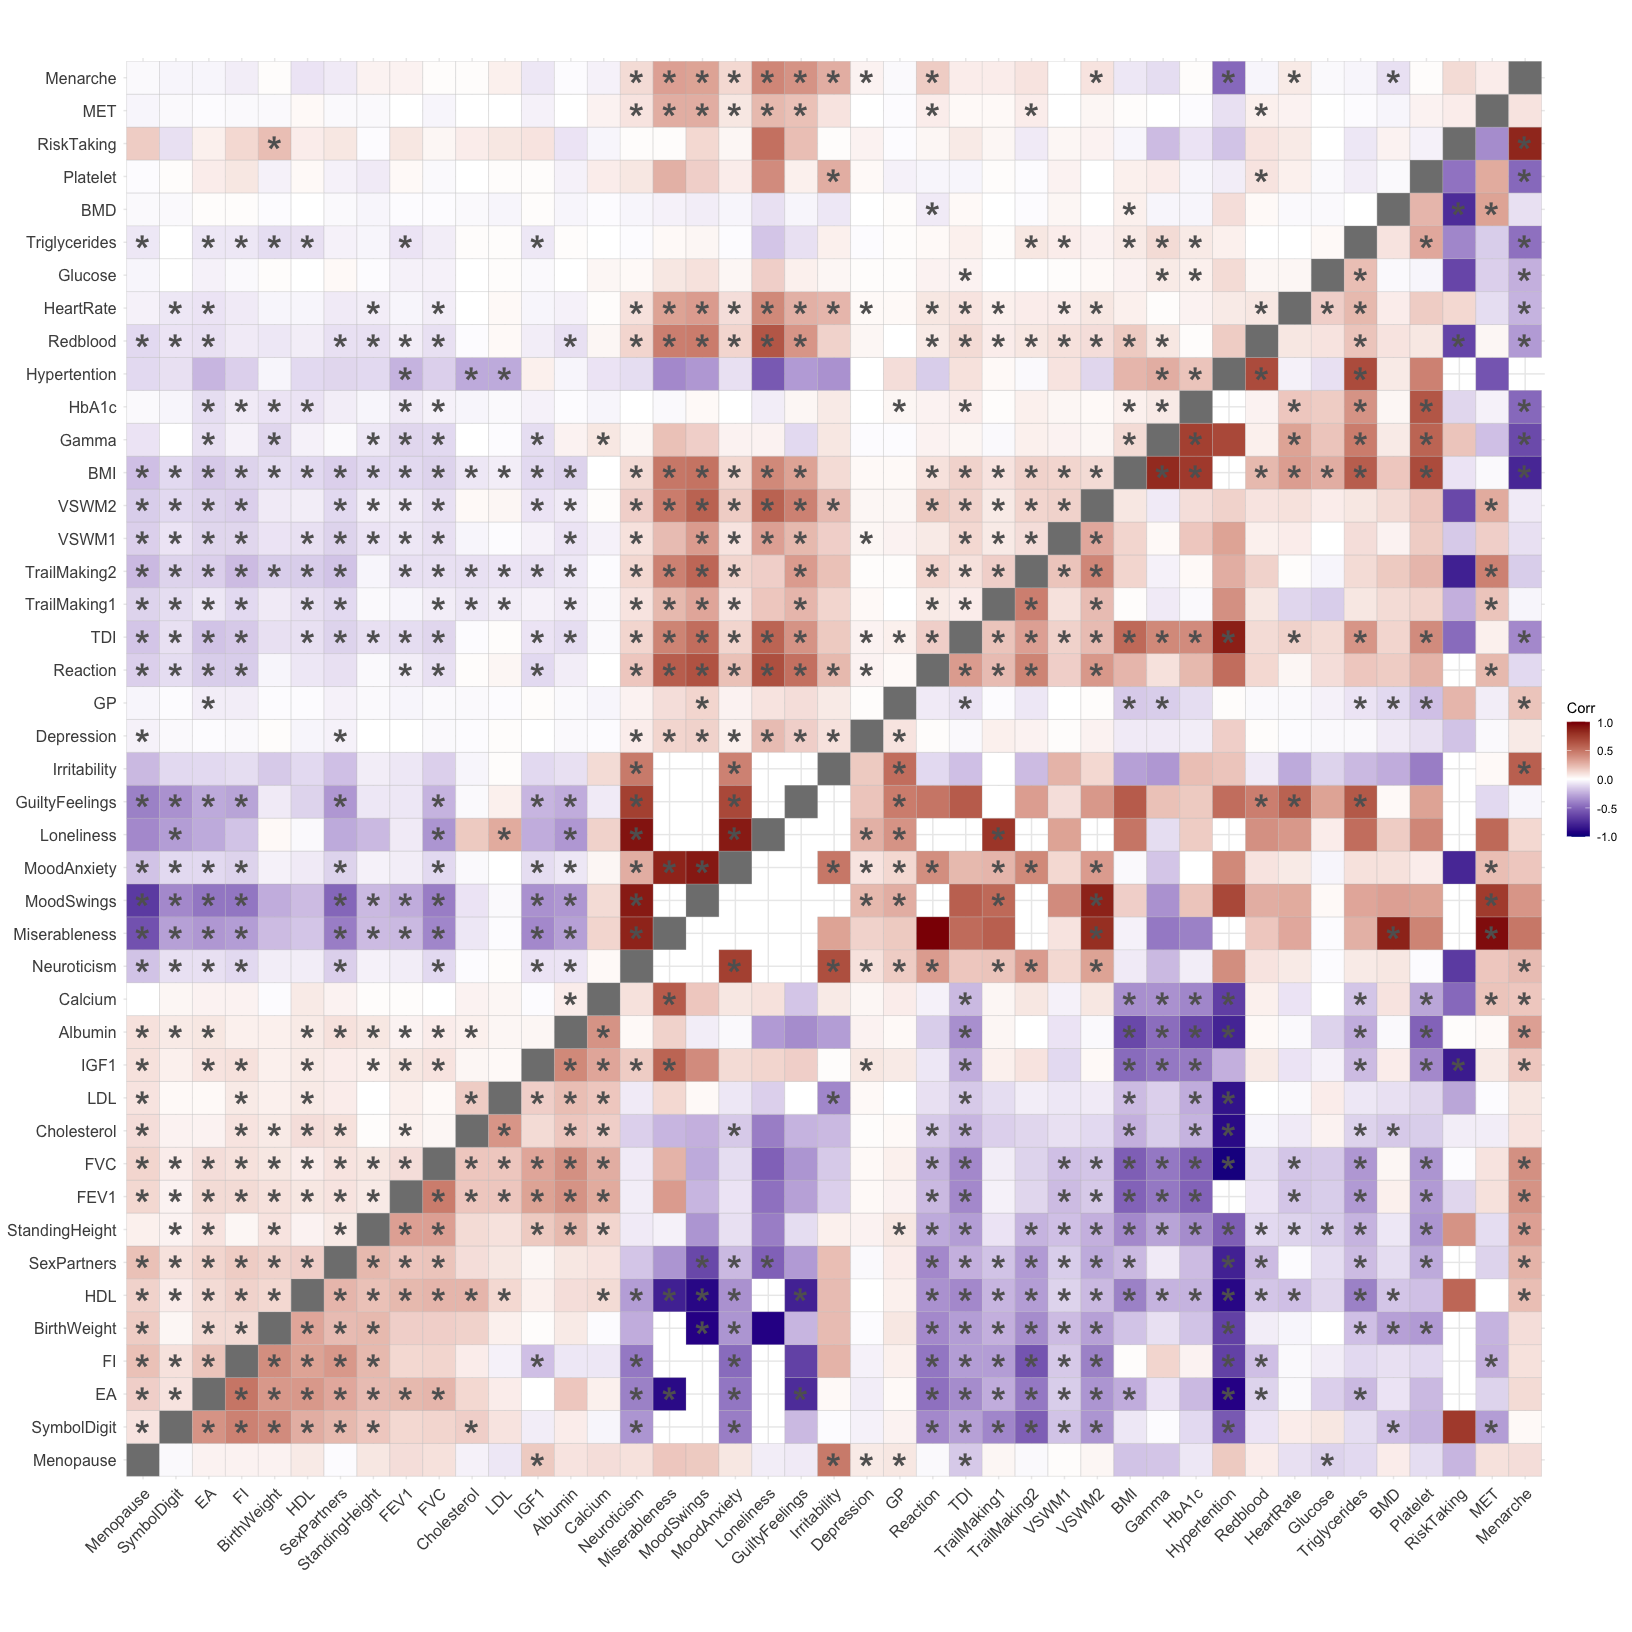 Menarche
MET
RiskTaking
Platelet
BMD
Triglycerides
Glucose
HeartRate
Redblood
Hypertention
HbA1c
Gamma
BMI
VSWM2
VSWM1
TrailMaking2
TrailMaking1
TDI
Reaction
GP
Depression
Irritability
GuiltyFeelings
Loneliness
MoodAnxiety
MoodSwings
Miserableness
Neuroticism
Calcium
Albumin
IGF1
LDL
Cholesterol
FVC
FEV1
StandingHeight
SexPartners
HDL
BirthWeight
FI
EA
SymbolDigit
Menopause
Menopause
SymbolDigit
EA
FI
BirthWeight
HDL
SexPartners
StandingHeight
FEV1
FVC
Cholesterol
LDL
IGF1
Albumin
Calcium
Neuroticism
Miserableness
MoodSwings
MoodAnxiety
Loneliness
GuiltyFeelings
Irritability
Depression
GP
Reaction
TDI
TrailMaking1
TrailMaking2
VSWM1
VSWM2
BMI
Gamma
HbA1c
Hypertention
Redblood
HeartRate
Glucose
Triglycerides
BMD
Platelet
RiskTaking
MET
Menarche
Corr
1.0
0.5
0.0
-0.5
-1.0